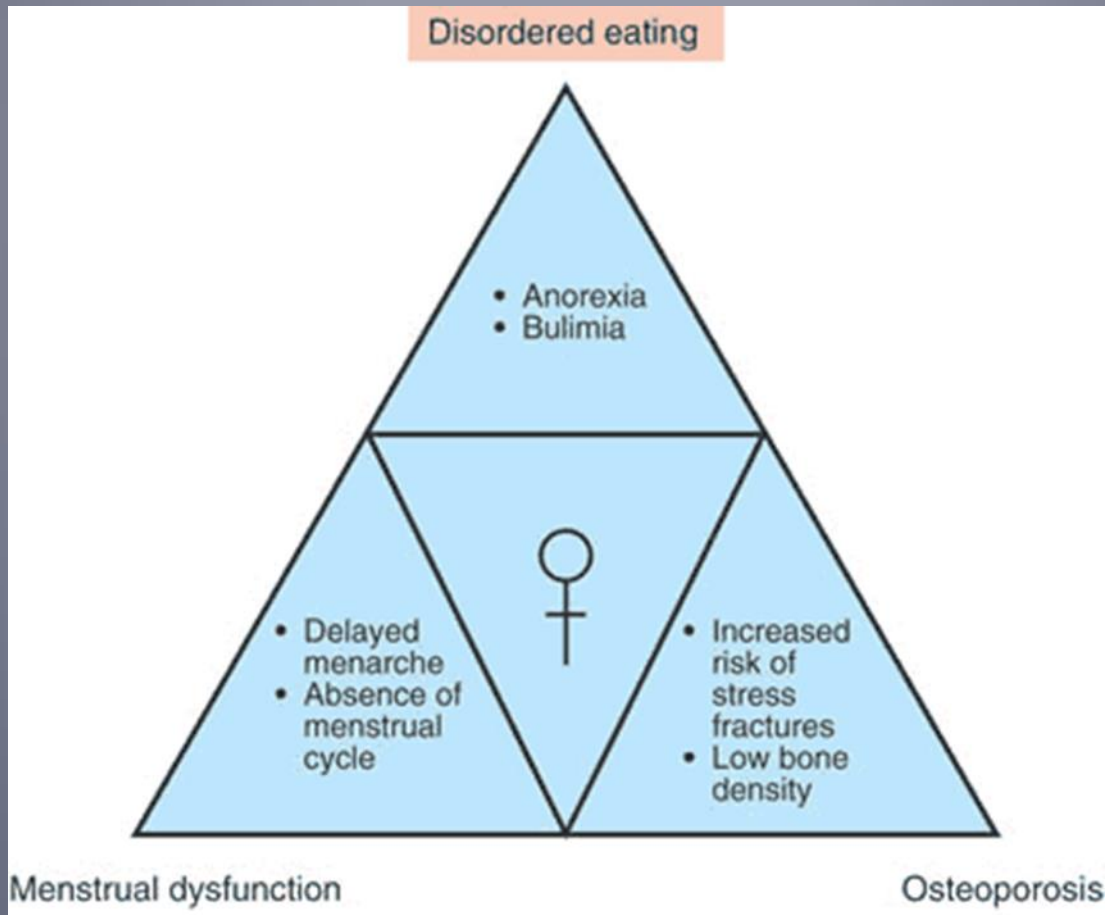 Disordered eating
• Anorexia
• Bulimia
• Delayed
menarche
• Absence of
menstrual
cycle
• Increased
risk of
stress
fractures
• Low bone
density
Menstrual dysfunction
Osteoporosis